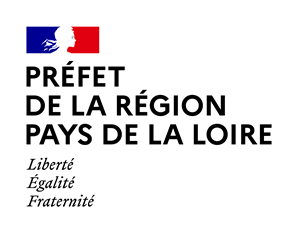 PRÉFET
DE LA RÉGION
PAYS DE LA LOIRE
Liberté
Égalité
Fraternité